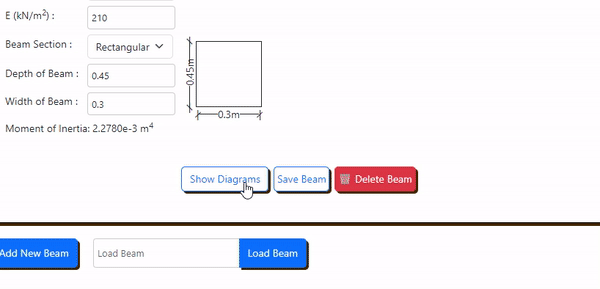 E (kN/m²) : 210
Beam Section : Rectangular
Depth of Beam : 0.45
Width of Beam : 0.3
Moment of Inertia: 2.2780e-3 m⁴
0.45m
0.3m
Show Diagrams Save Beam Delete Beam
Add New Beam Load Beam Load Beam